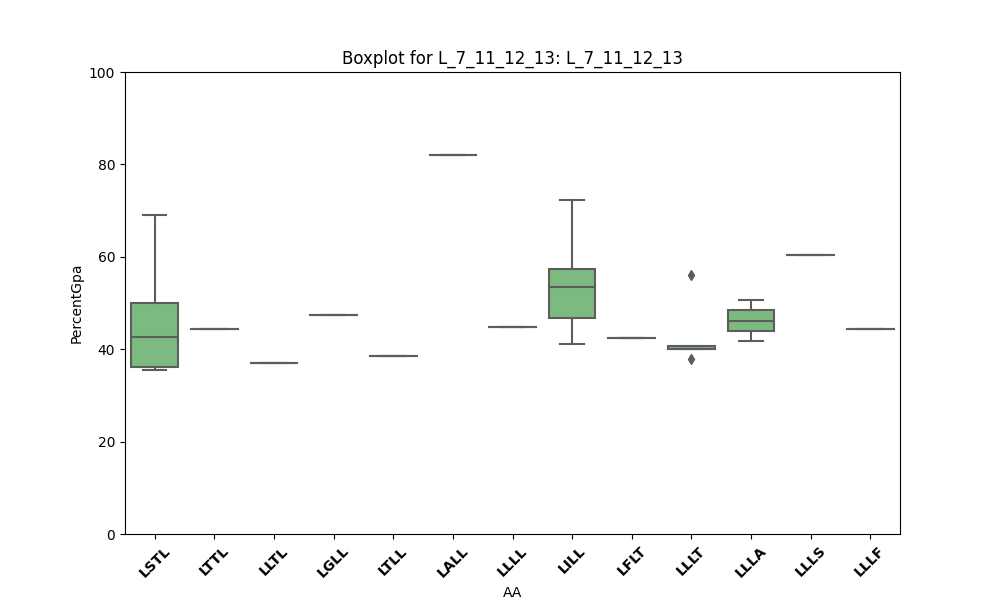 Boxplot for L_7_11_12_13: L_7_11_12_13
100
80
60
40
20
0
PercentGpa
LSTL LTTL LLTL LGLL LTLL LALL LLLL LILL LFLT LLLT LLLA LLLS LLLF
AA